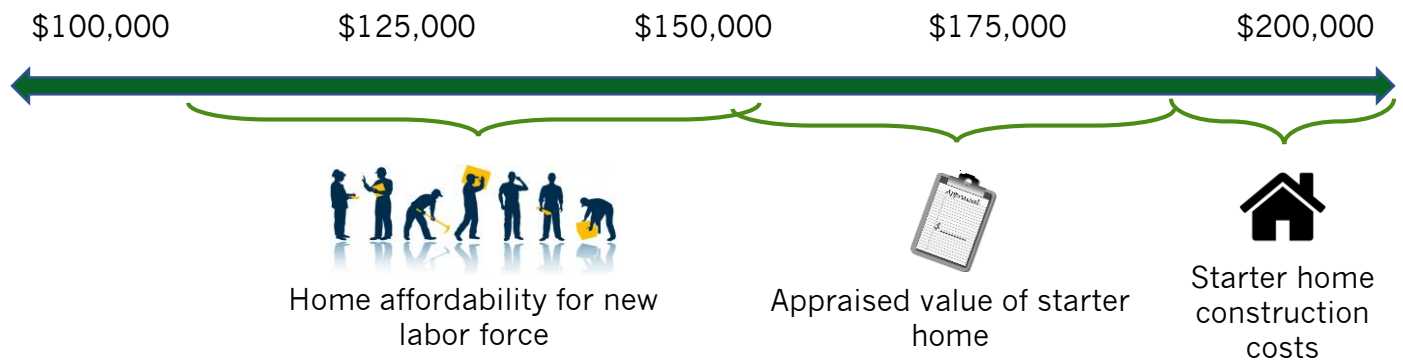 $100,000 $125,000 $150,000 $175,000 $200,000
Appraisal
$
Home affordability for new
labor force
Appraised value of starter
home
Starter home
construction
costs